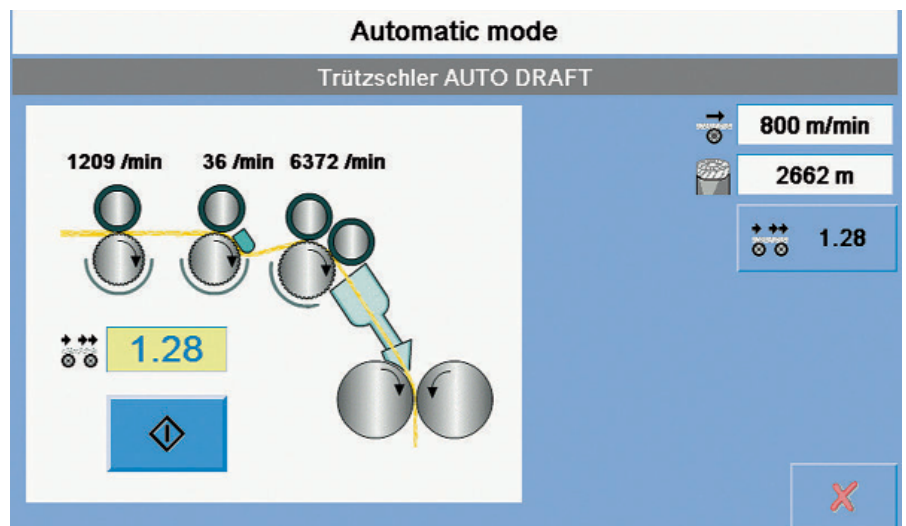 Automatic mode
Trützschler AUTO DRAFT
1209 /min 36 /min 6372 /min
800 m/min
2662 m
1.28
1.28